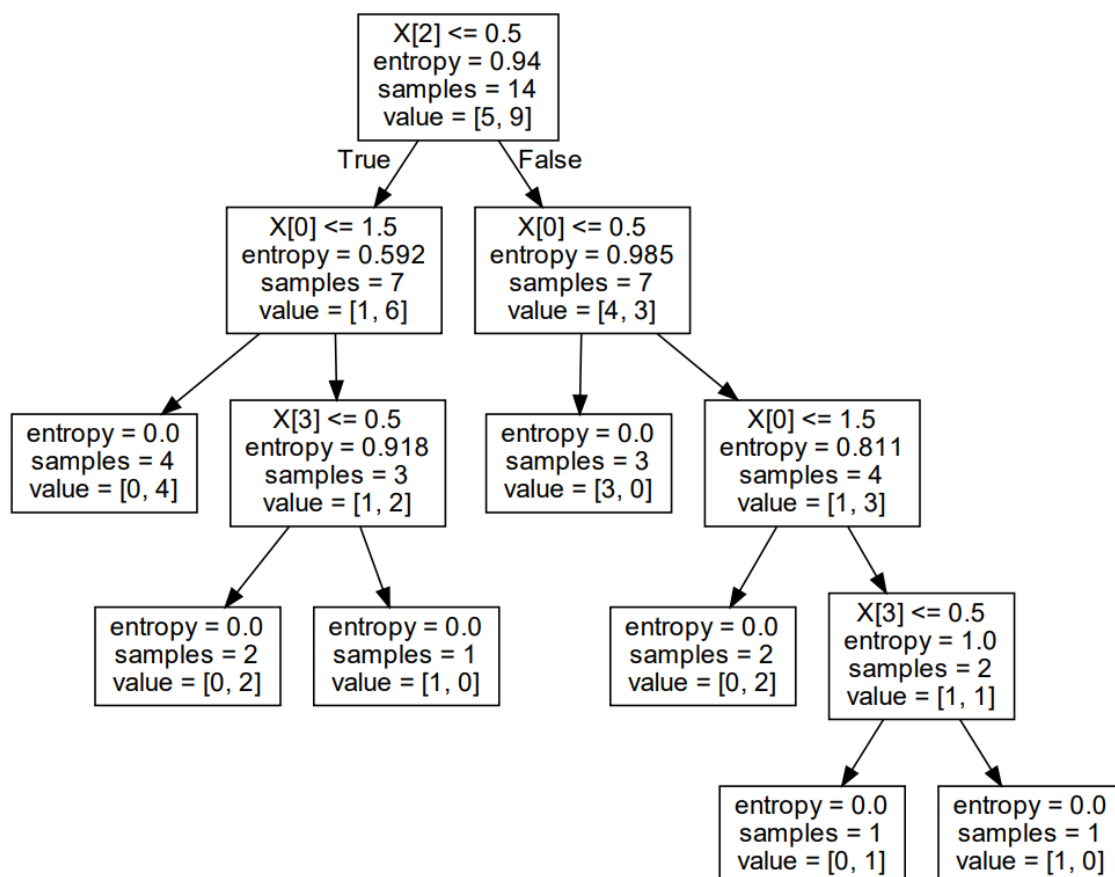 X[2] <= 0.5
entropy = 0.94
samples = 14
value = [5, 9]
True
False
X[0] <= 1.5
entropy = 0.592
samples = 7
value = [1, 6]
X[0] <= 0.5
entropy = 0.985
samples = 7
value = [4, 3]
entropy = 0.0
samples = 4
value = [0, 4]
X[3] <= 0.5
entropy = 0.918
samples = 3
value = [1, 2]
entropy = 0.0
samples = 3
value = [3, 0]
X[0] <= 1.5
entropy = 0.811
samples = 4
value = [1, 3]
entropy = 0.0
samples = 2
value = [0, 2]
entropy = 0.0
samples = 1
value = [1, 0]
entropy = 0.0
samples = 2
value = [0, 2]
X[3] <= 0.5
entropy = 1.0
samples = 2
value = [1, 1]
entropy = 0.0
samples = 1
value = [0, 1]
entropy = 0.0
samples = 1
value = [1, 0]